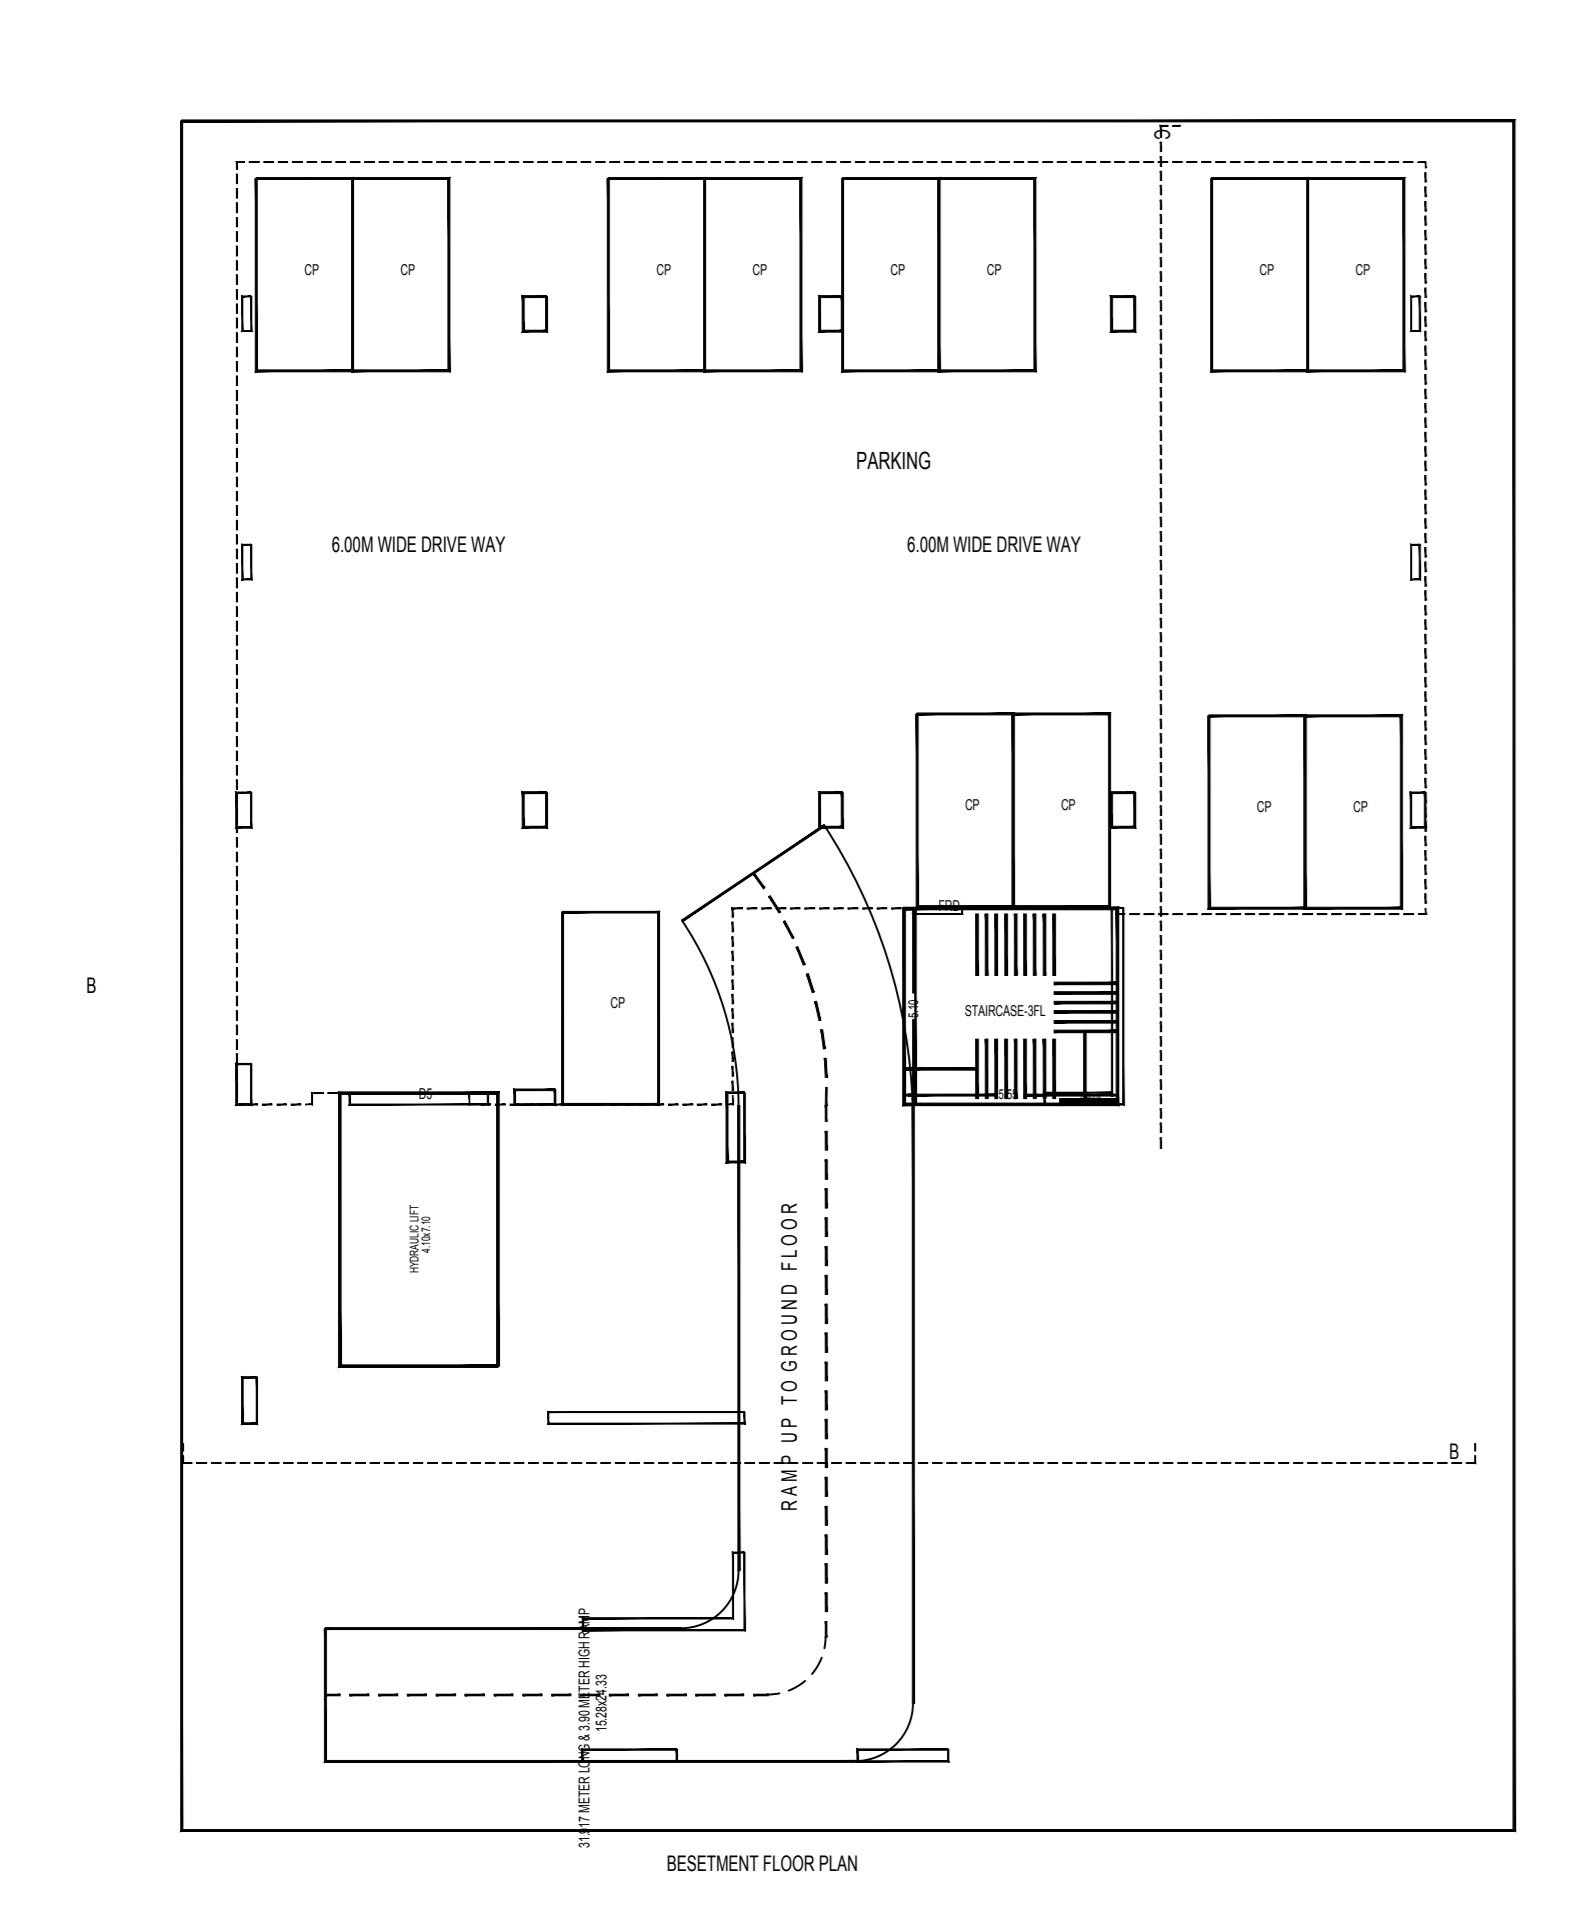 CP
CP
CP
CP
CP
CP
CP
CP
PARKING
6.00M WIDE DRIVE WAY
6.00M WIDE DRIVE WAY
CP
CP
CP
CP
FRD
B
CP
5.10
STAIRCASE-3FL
D5
5.55
HYDRAULIC LIFT
4.10x7.10
RAMP UP TO GROUND FLOOR
B
31.917 METER LONG & 3.90 METER HIGH RAMP
15.28x24.33
BESETMENT FLOOR PLAN